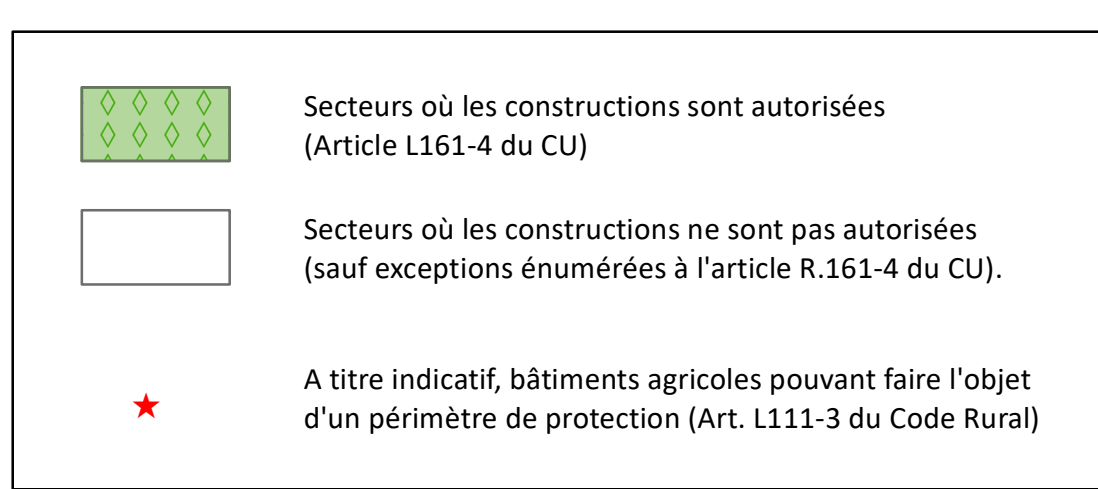 Secteurs où les constructions sont autorisées
(Article L161-4 du CU)
Secteurs où les constructions ne sont pas autorisées
(sauf exceptions énumérées à l'article R.161-4 du CU).
A titre indicatif, bâtiments agricoles pouvant faire l'objet
d'un périmètre de protection (Art. L111-3 du Code Rural)